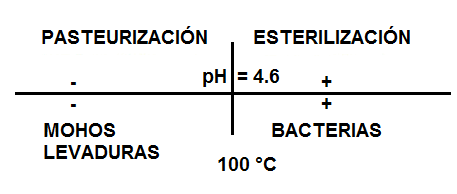 PASTEURIZACIÓN ESTERILIZACIÓN
pH = 4.6
- +
- +
MOHOS BACTERIAS
LEVADURAS
100 °C